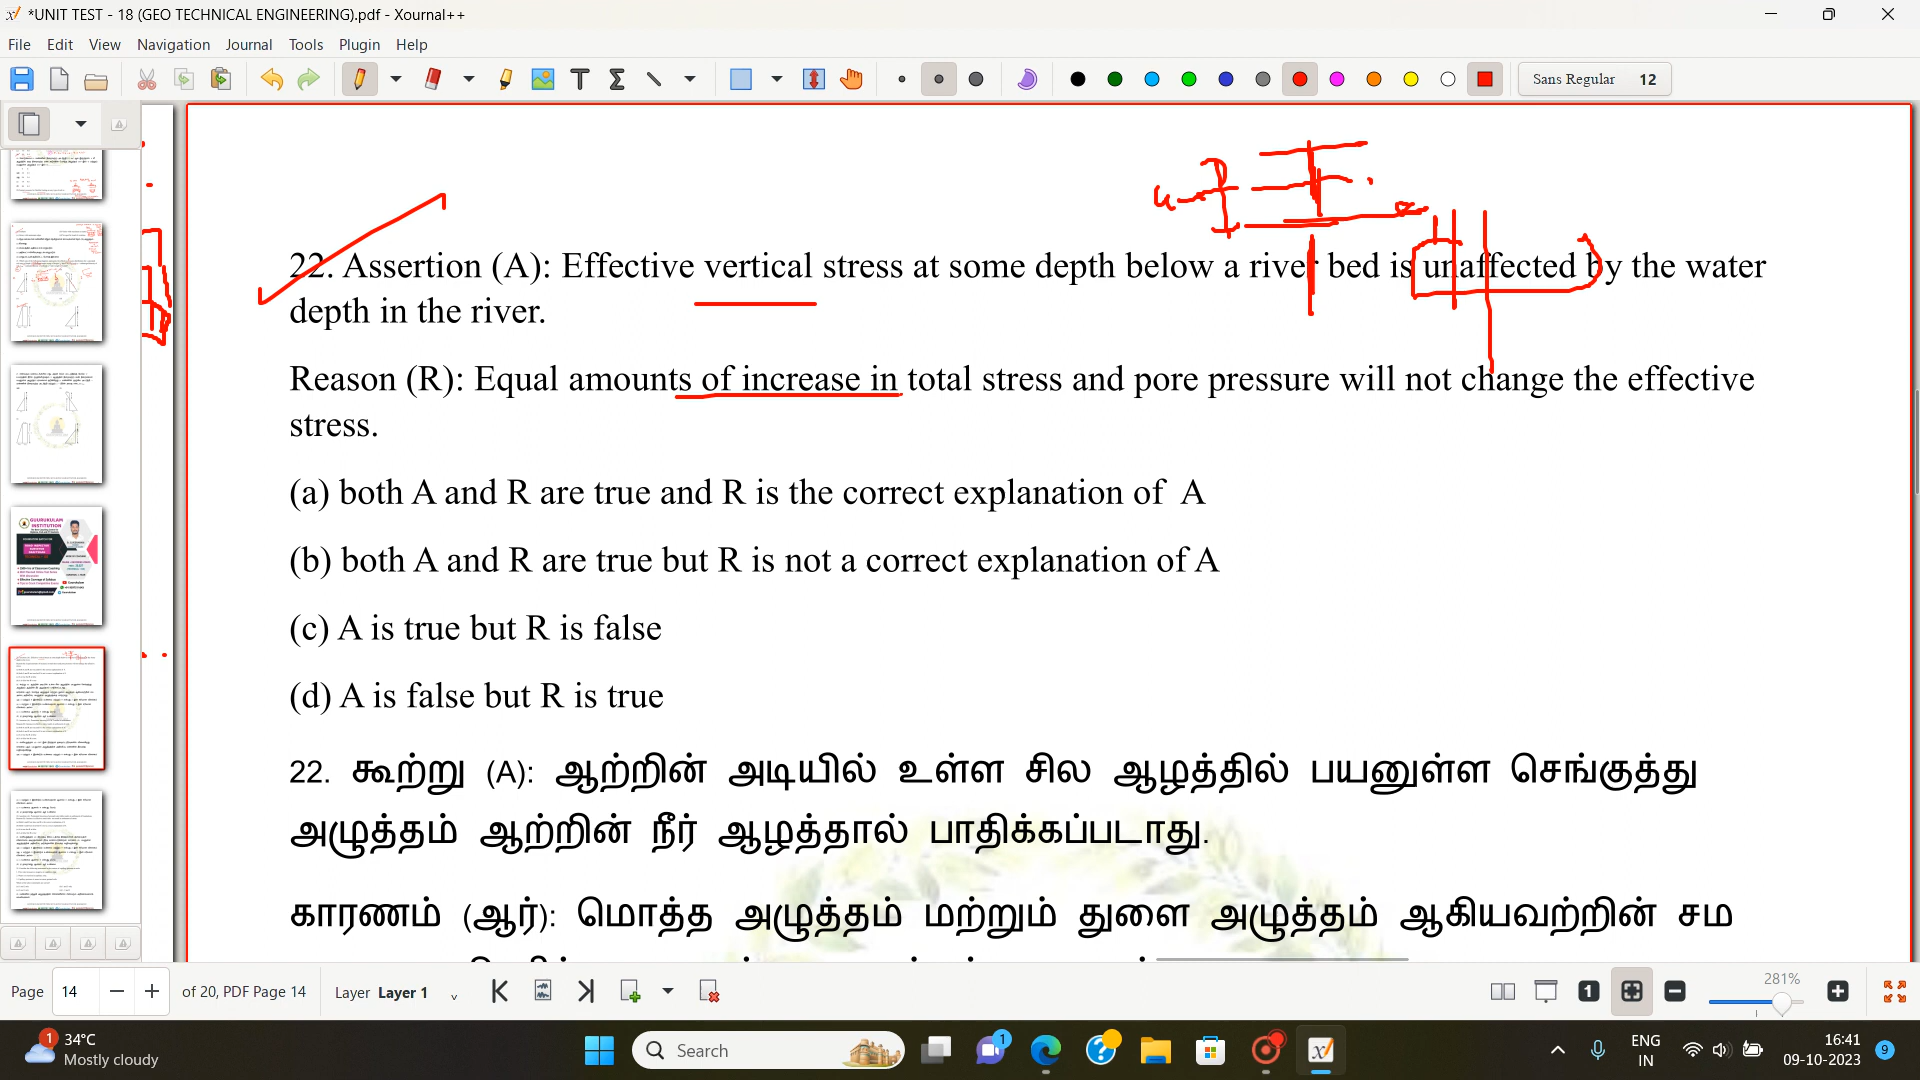 *UNIT TEST - 18 (GEO TECHNICAL ENGINEERING).pdf - Xournal++
File Edit View Navigation Journal Tools Plugin Help
Sans Regular 12
22. Assertion (A): Effective vertical stress at some depth below a river bed is unaffected by the water
depth in the river.
Reason (R): Equal amounts of increase in total stress and pore pressure will not change the effective
stress.
(a) both A and R are true and R is the correct explanation of A
(b) both A and R are true but R is not a correct explanation of A
(c) A is true but R is false
(d) A is false but R is true
22. கூற்று (A): ஆற்றின் அடியில் உள்ள சில ஆழத்தில் பயனுள்ள செங்குத்து
அழுத்தம் ஆற்றின் நீர் ஆழத்தால் பாதிக்கப்படாது.
காரணம் (ஆர்): மொத்த அழுத்தம் மற்றும் துளை அழுத்தம் ஆகியவற்றின் சம
Page 14 of 20, PDF Page 14 Layer Layer 1 281%
1
34°C
Mostly cloudy
Search
1
ENG
IN
16:41
09-10-2023
9